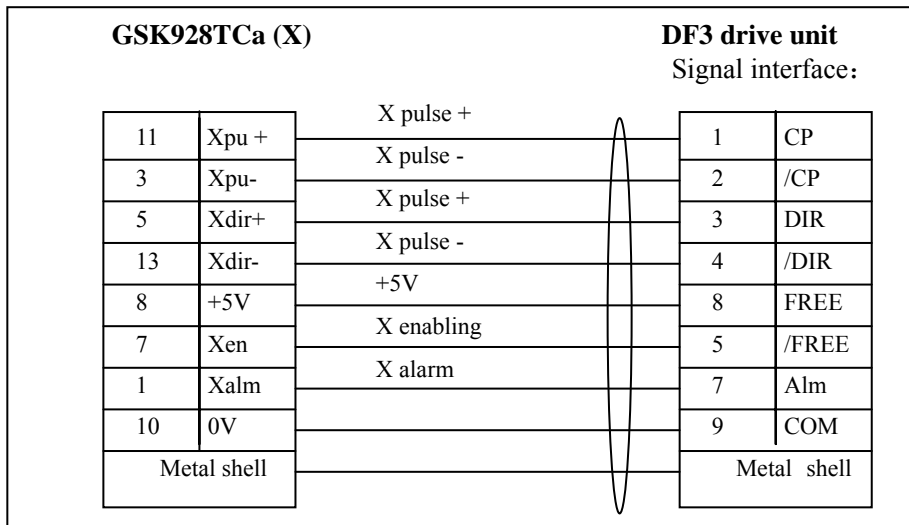 GSK928TCa (X) DF3 drive unit
Signal interface：
X pulse +
11 Xpu + 1 CP
X pulse -
3 Xpu- 2 /CP
X pulse +
5 Xdir+ 3 DIR
X pulse -
13 Xdir- 4 /DIR
+5V
8 +5V 8 FREE
X enabling
7 Xen 5 /FREE
X alarm
1 Xalm 7 Alm
10 0V 9 COM
Metal shell Metal shell